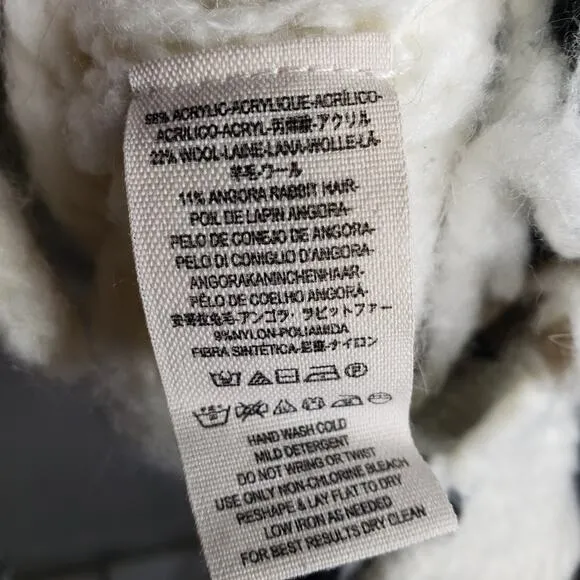 58% ACRYLIC-ACRYLIQUE-ACRÍLICO-
ACRILICO-ACRYL-丙烯酸-アクリル
22% WOOL-LAINE-LANA-WOLLE-LÃ-
羊毛-ウール
11% ANGORA RABBIT HAIR-
POIL DE LAPIN ANGORA-
PELO DE CONEJO DE ANGORA-
PELO DI CONIGLIO D'ANGORA-
ANGORAKANINCHENHAAR-
PÊLO DE COELHO ANGORÁ-
安哥拉兔毛-アンゴラ・ラビットファー
9%NYLON-POLIAMIDA
FIBRA SINTÉTICA-尼龍-ナイロン
HAND WASH COLD
MILD DETERGENT
DO NOT WRING OR TWIST
USE ONLY NON-CHLORINE BLEACH
RESHAPE & LAY FLAT TO DRY
LOW IRON AS NEEDED
FOR BEST RESULTS DRY CLEAN